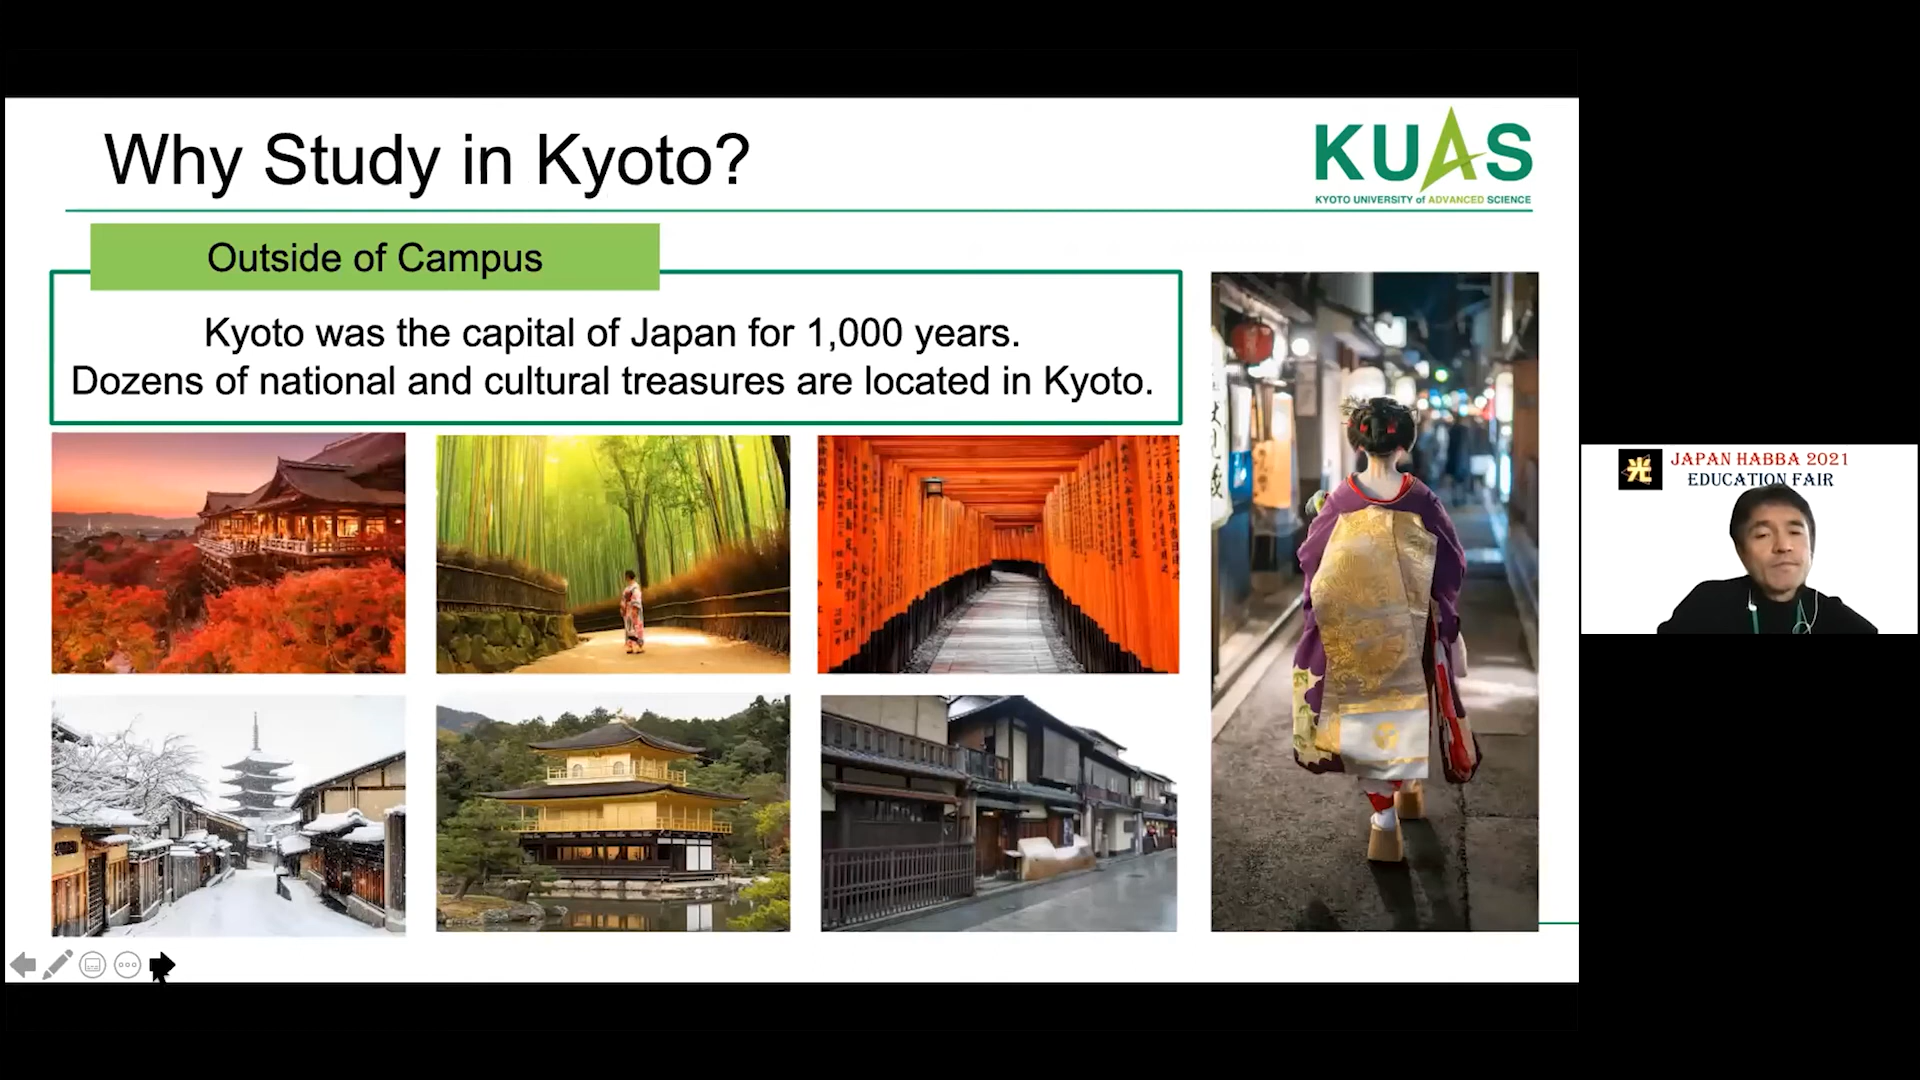 Why Study in Kyoto?
KUAS
KYOTO UNIVERSITY of ADVANCED SCIENCE
Outside of Campus
Kyoto was the capital of Japan for 1,000 years.
Dozens of national and cultural treasures are located in Kyoto.
光
JAPAN HABBA 2021
EDUCATION FAIR